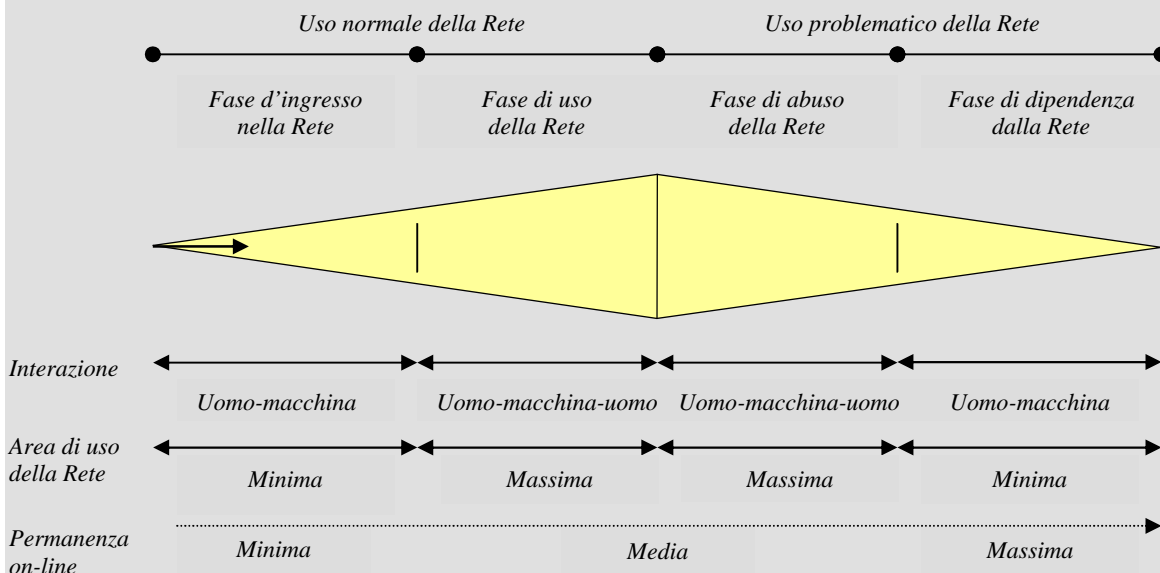 Uso normale della Rete
Uso problematico della Rete
Fase d'ingresso
nella Rete
Fase di uso
della Rete
Fase di abuso
della Rete
Fase di dipendenza
dalla Rete
Interazione
Uomo-macchina
Uomo-macchina-uomo
Uomo-macchina-uomo
Uomo-macchina
Area di uso
della Rete
Minima
Massima
Massima
Minima
Permanenza
on-line
Minima
Media
Massima